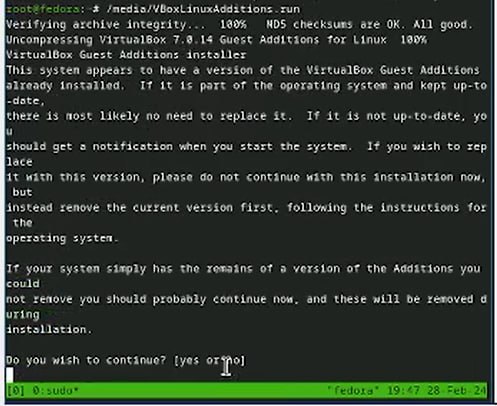 root@fedora:~# /media/VBoxLinuxAdditions.run
Verifying archive integrity...  100%   MD5 checksums are OK. All good.
Uncompressing VirtualBox 7.0.14 Guest Additions for Linux  100%
VirtualBox Guest Additions installer
This system appears to have a version of the VirtualBox Guest Additions
already installed.  If it is part of the operating system and kept up-to
-date,
there is most likely no need to replace it.  If it is not up-to-date, yo
u
should get a notification when you start the system.  If you wish to rep
lace
it with this version, please do not continue with this installation now,
but
instead remove the current version first, following the instructions for
the
operating system.
If your system simply has the remains of a version of the Additions you
could
not remove you should probably continue now, and these will be removed d
uring
installation.
Do you wish to continue? [yes or no]
[0] 0:sudo* "fedora" 19:47 28-Feb-24